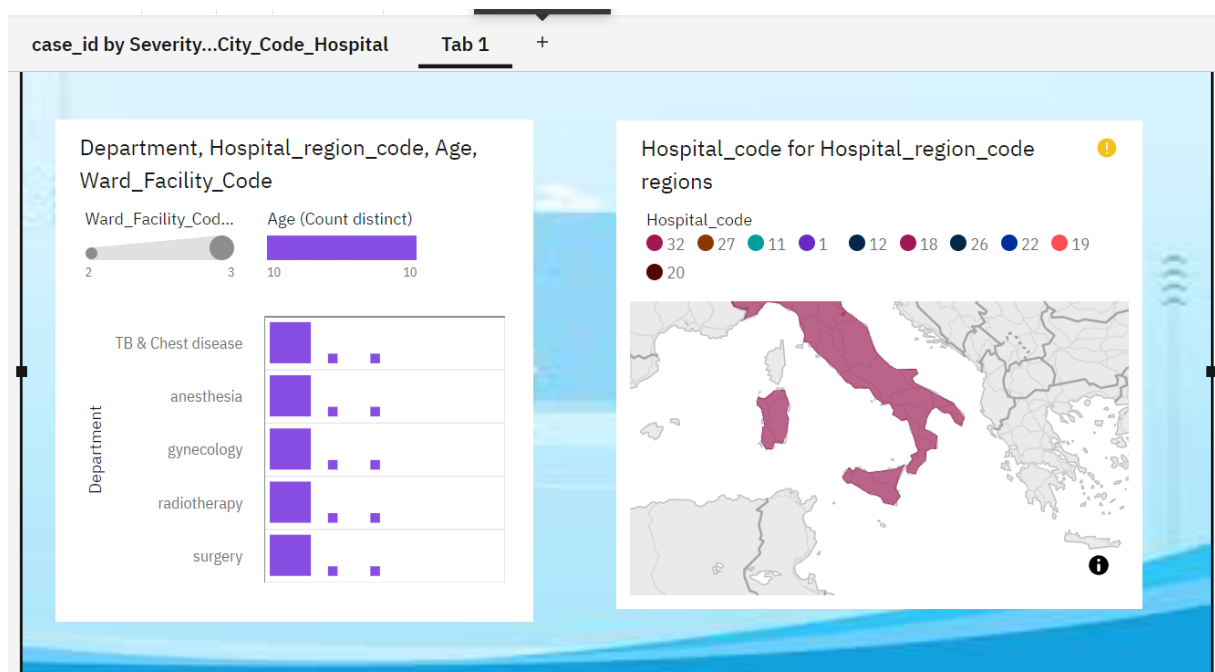 case_id by Severity...City_Code_Hospital Tab 1 +
Department, Hospital_region_code, Age,
Ward_Facility_Code
Ward_Facility_Cod... Age (Count distinct)
2 3 10 10
TB & Chest disease
anesthesia
gynecology
radiotherapy
surgery
Department
Hospital_code for Hospital_region_code
regions
Hospital_code
32 27 11 1 12 18 26 22 19
20